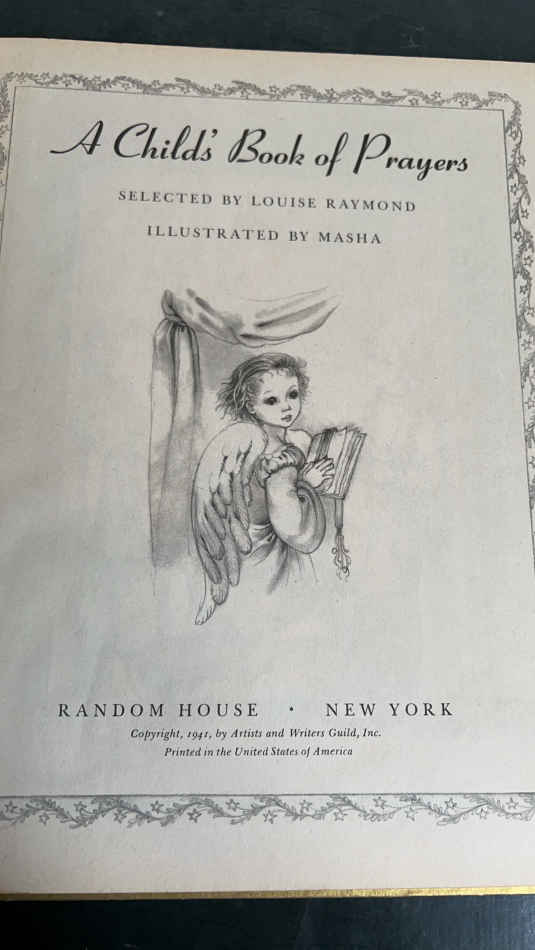 A Child's Book of Prayers
SELECTED BY LOUISE RAYMOND
ILLUSTRATED BY MASHA
RANDOM HOUSE · NEW YORK
Copyright, 1941, by Artists and Writers Guild, Inc.
Printed in the United States of America